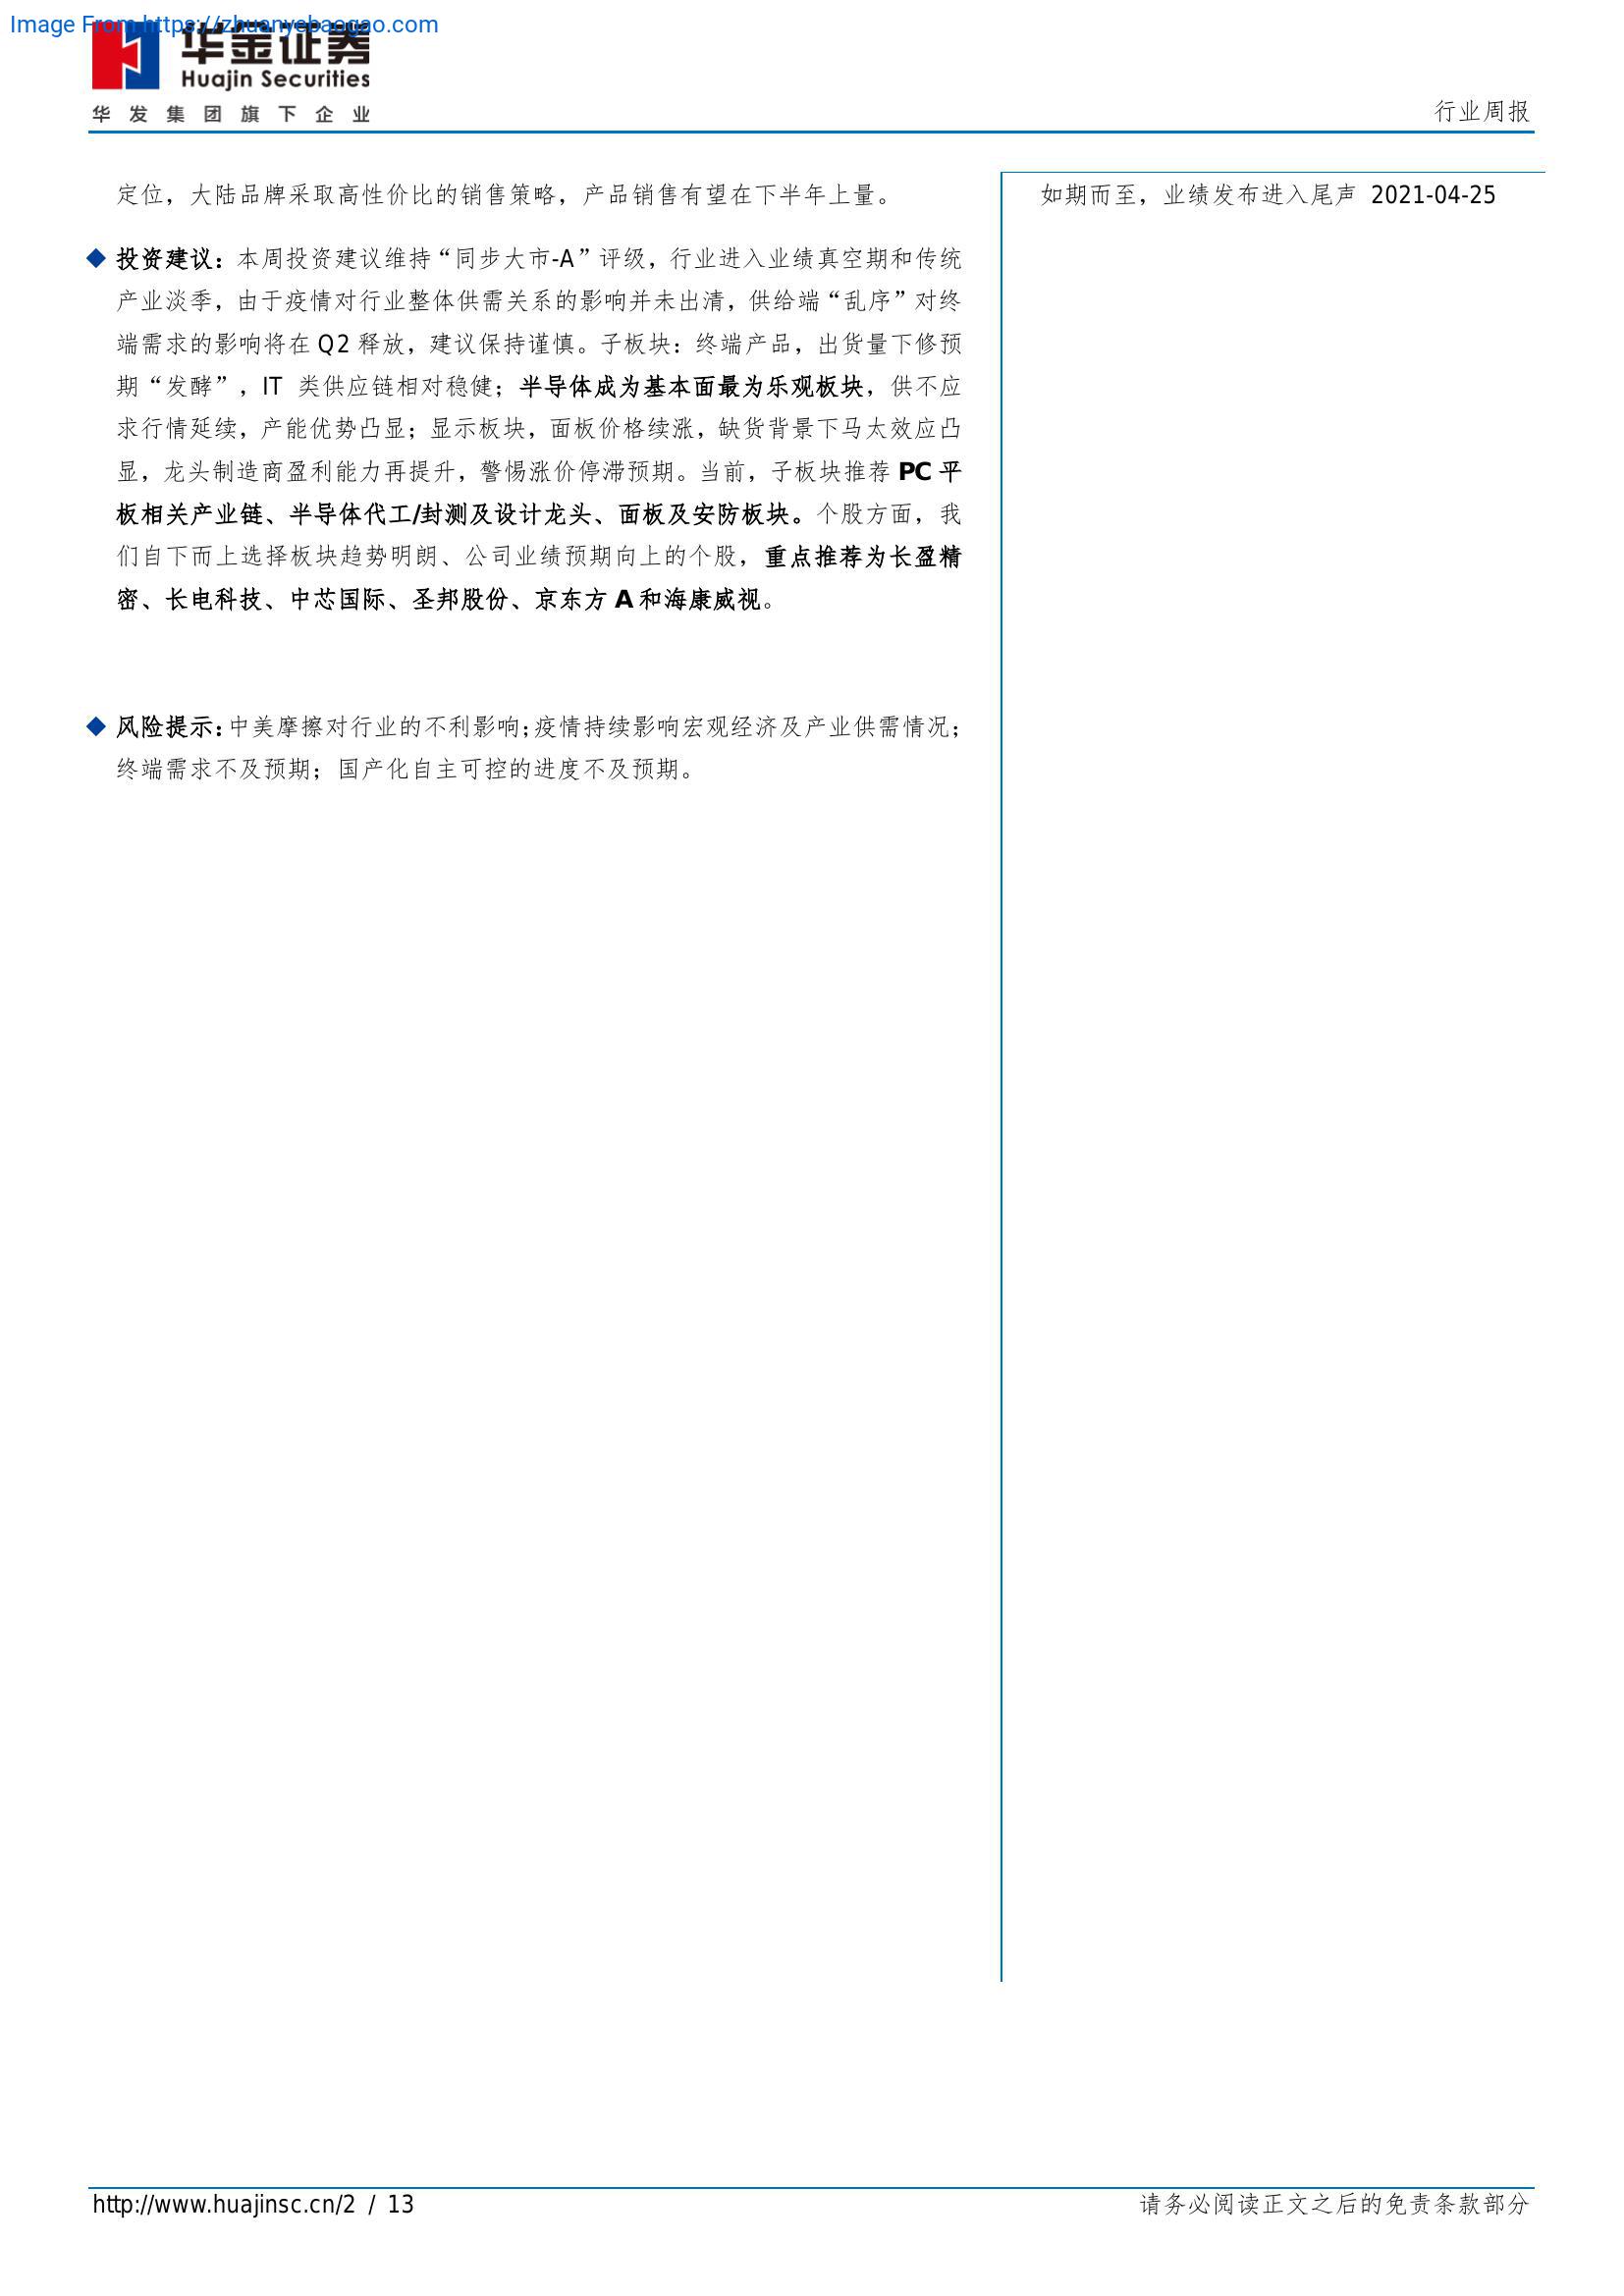 Image From https://zhuanyebaogao.com
华金证券
Huajin Securities
华发集团旗下企业
行业周报
定位，大陆品牌采取高性价比的销售策略，产品销售有望在下半年上量。
投资建议：本周投资建议维持“同步大市-A”评级，行业进入业绩真空期和传统
产业淡季，由于疫情对行业整体供需关系的影响并未出清，供给端“乱序”对终
端需求的影响将在 Q2 释放，建议保持谨慎。子板块：终端产品，出货量下修预
期“发酵”，IT 类供应链相对稳健；半导体成为基本面最为乐观板块，供不应
求行情延续，产能优势凸显；显示板块，面板价格续涨，缺货背景下马太效应凸
显，龙头制造商盈利能力再提升，警惕涨价停滞预期。当前，子板块推荐 PC 平
板相关产业链、半导体代工/封测及设计龙头、面板及安防板块。个股方面，我
们自下而上选择板块趋势明朗、公司业绩预期向上的个股，重点推荐为长盈精
密、长电科技、中芯国际、圣邦股份、京东方 A 和海康威视。
风险提示：中美摩擦对行业的不利影响；疫情持续影响宏观经济及产业供需情况；
终端需求不及预期；国产化自主可控的进度不及预期。
如期而至，业绩发布进入尾声 2021-04-25
http://www.huajinsc.cn/2 / 13
请务必阅读正文之后的免责条款部分